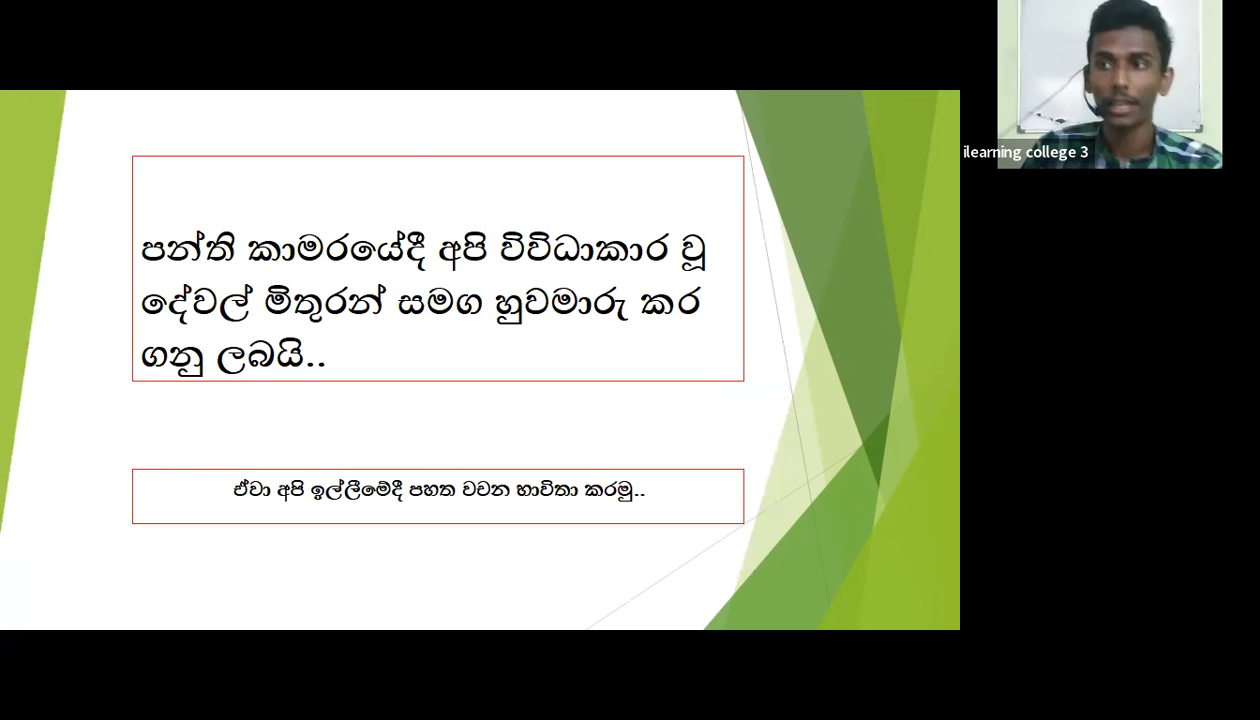 පන්ති කාමරයේදී අපි විවිධාකාර වූ
දේවල් මිතුරන් සමග හුවමාරු කර
ගනු ලබයි..
ඒවා අපි ඉල්ලීමේදී පහත වචන භාවිතා කරමු..
ilearning college 3